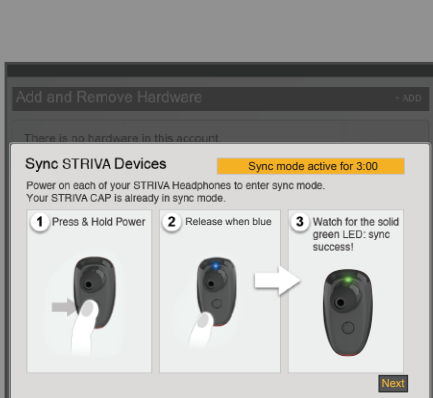 Add and Remove Hardware
+ ADD
There is no hardware in this account.
Sync STRIVA Devices
Sync mode active for 3:00
Power on each of your STRIVA Headphones to enter sync mode.
Your STRIVA CAP is already in sync mode.
1 Press & Hold Power
2 Release when blue
3 Watch for the solid
green LED: sync
success!
Next